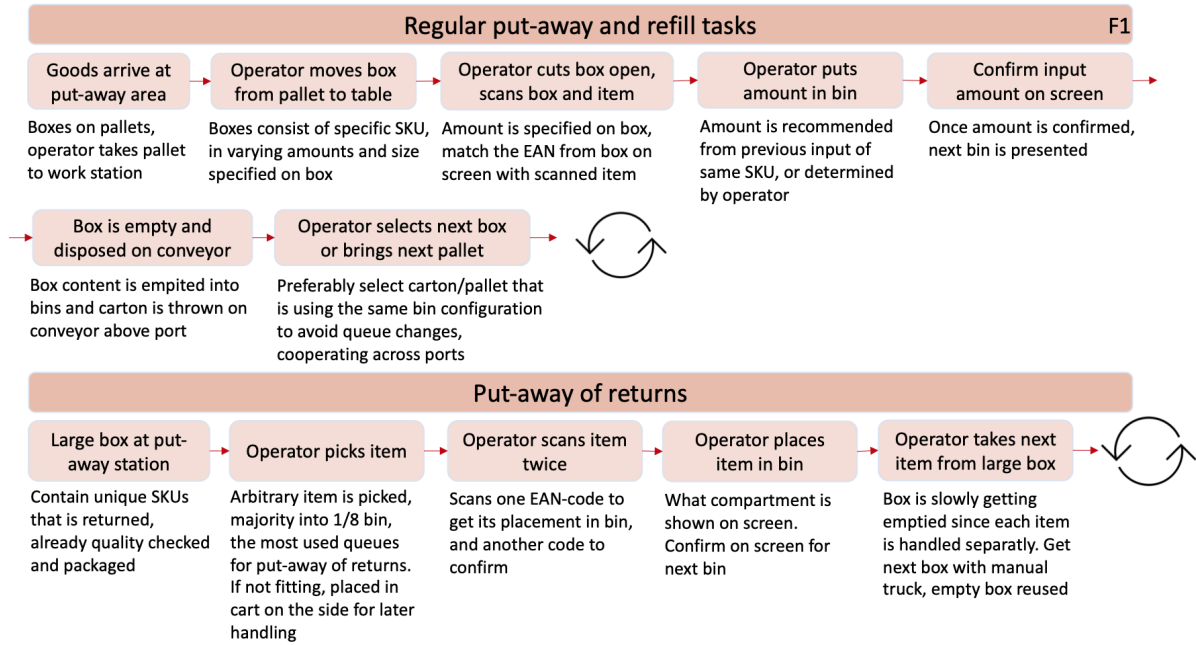 Regular put-away and refill tasks
F1
Goods arrive at
put-away area
Boxes on pallets,
operator takes pallet
to work station
Operator moves box
from pallet to table
Boxes consist of specific SKU,
in varying amounts and size
specified on box
Operator cuts box open,
scans box and item
Amount is specified on box,
match the EAN from box on
screen with scanned item
Operator puts
amount in bin
Amount is recommended
from previous input of
same SKU, or determined
by operator
Confirm input
amount on screen
Once amount is confirmed,
next bin is presented
Box is empty and
disposed on conveyor
Box content is empited into
bins and carton is thrown on
conveyor above port
Operator selects next box
or brings next pallet
Preferably select carton/pallet that
is using the same bin configuration
to avoid queue changes,
cooperating across ports
Put-away of returns
Large box at put-
away station
Contain unique SKUs
that is returned,
already quality checked
and packaged
Operator picks item
Arbitrary item is picked,
majority into 1/8 bin,
the most used queues
for put-away of returns.
If not fitting, placed in
cart on the side for later
handling
Operator scans item
twice
Scans one EAN-code to
get its placement in bin,
and another code to
confirm
Operator places
item in bin
What compartment is
shown on screen.
Confirm on screen for
next bin
Operator takes next
item from large box
Box is slowly getting
emptied since each item
is handled separatly. Get
next box with manual
truck, empty box reused